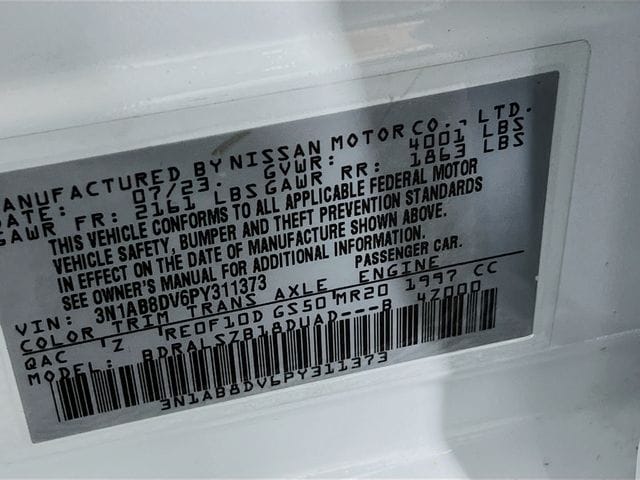 MANUFACTURED BY NISSAN MOTOR CO., LTD.
DATE: 07/23. GVWR: 4001 LBS
GAWR FR: 2161 LBS GAWR RR: 1863 LBS
THIS VEHICLE CONFORMS TO ALL APPLICABLE FEDERAL MOTOR
VEHICLE SAFETY, BUMPER AND THEFT PREVENTION STANDARDS
IN EFFECT ON THE DATE OF MANUFACTURE SHOWN ABOVE.
SEE OWNER'S MANUAL FOR ADDITIONAL INFORMATION.
VIN: 3N1AB8DV6PY311373 PASSENGER CAR.
COLOR TRIM TRANS AXLE ENGINE
QAC 'Z RE0F10D GS50 MR20 1997 CC
MODEL: BDRALSZB18DUAD---B 4Z000
3N1AB8DV6PY311373